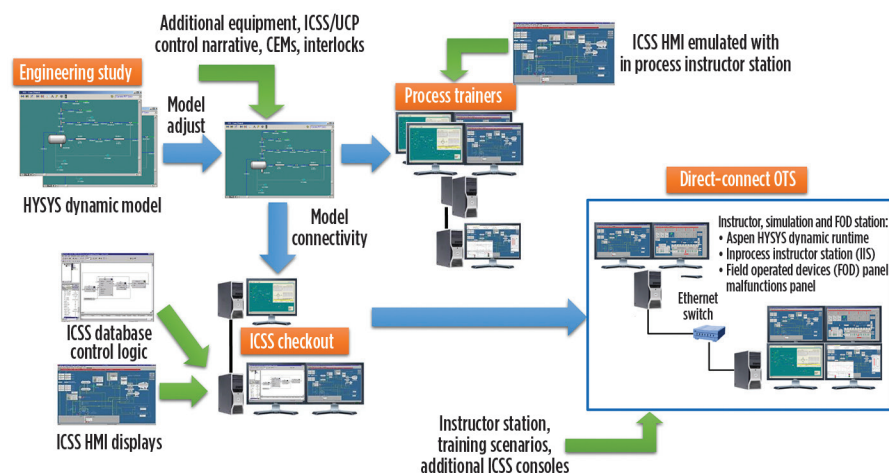 Additional equipment, ICSS/UCP
control narrative, CEMs, interlocks
ICSS HMI emulated with
in process instructor station
Engineering study
Model
adjust
Process trainers
HYSYS dynamic model
Model
connectivity
Direct-connect OTS
Instructor, simulation and FOD station:
• Aspen HYSYS dynamic runtime
• Inprocess instructor station (IIS)
• Field operated devices (FOD) panel
malfunctions panel
Ethernet
switch
ICSS database
control logic
ICSS checkout
ICSS HMI displays
Instructor station,
training scenarios,
additional ICSS consoles